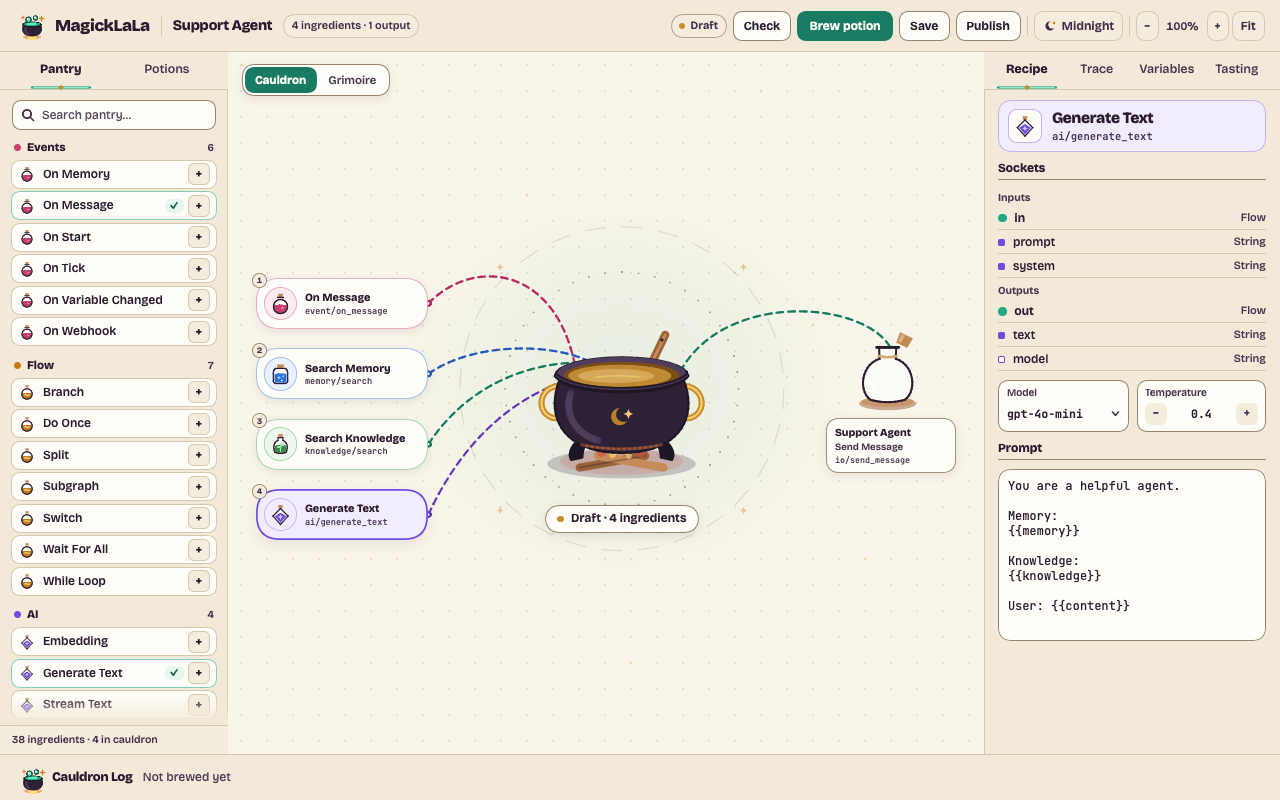 MagickLaLa
Support Agent
4 ingredients · 1 output
Draft
Check
Brew potion
Save
Publish
Midnight
−
100%
+
Fit
Pantry
Potions
Search pantry…
Events 6
On Memory +
On Message +
On Start +
On Tick +
On Variable Changed +
On Webhook +
Flow 7
Branch +
Do Once +
Split +
Subgraph +
Switch +
Wait For All +
While Loop +
AI 4
Embedding +
Generate Text +
Stream Text +
38 ingredients · 4 in cauldron
Cauldron
Grimoire
1
On Message
event/on_message
2
Search Memory
memory/search
3
Search Knowledge
knowledge/search
4
Generate Text
ai/generate_text
Draft · 4 ingredients
Support Agent
Send Message
io/send_message
Recipe
Trace
Variables
Tasting
Generate Text
ai/generate_text
Sockets
Inputs
in Flow
prompt String
system String
Outputs
out Flow
text String
model String
Model
gpt-4o-mini
Temperature
− 0.4 +
Prompt
You are a helpful agent.
Memory:
{{memory}}
Knowledge:
{{knowledge}}
User: {{content}}
Cauldron Log
Not brewed yet